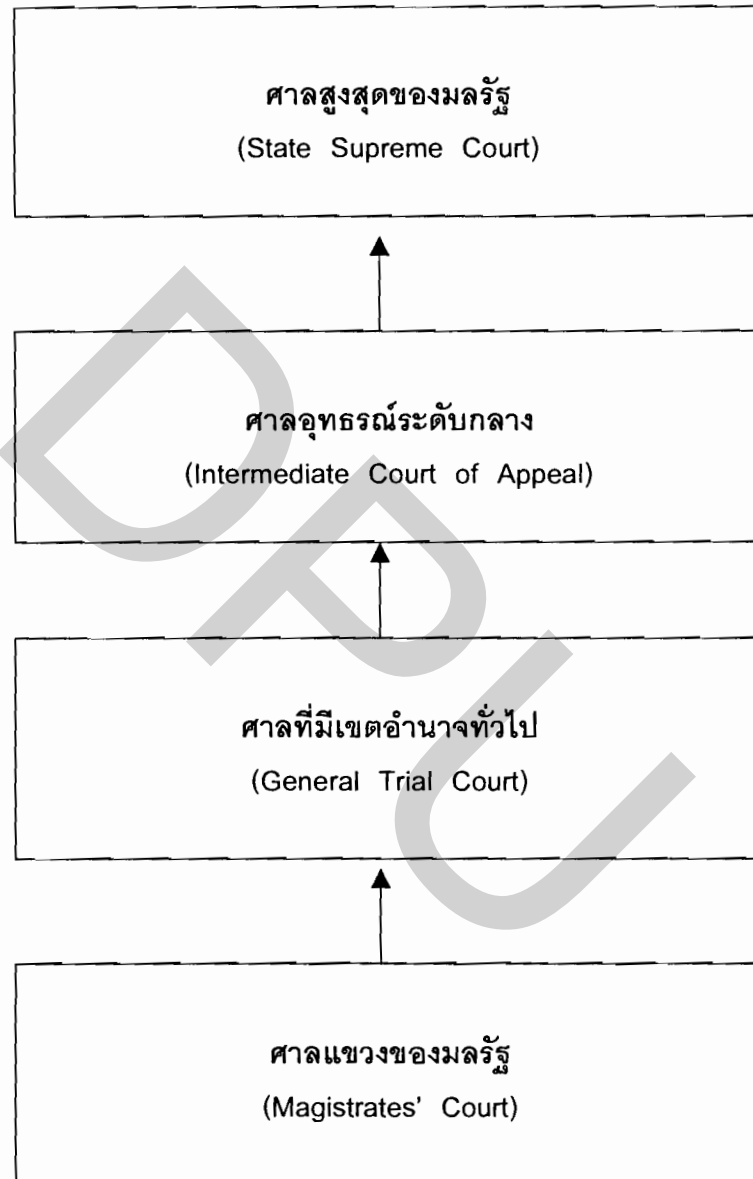 ศาลสูงสุดของมลรัฐ
(State Supreme Court)
ศาลอุทธรณ์ระดับกลาง
(Intermediate Court of Appeal)
ศาลที่มีเขตอำนาจทั่วไป
(General Trial Court)
ศาลแขวงของมลรัฐ
(Magistrates' Court)
DPU